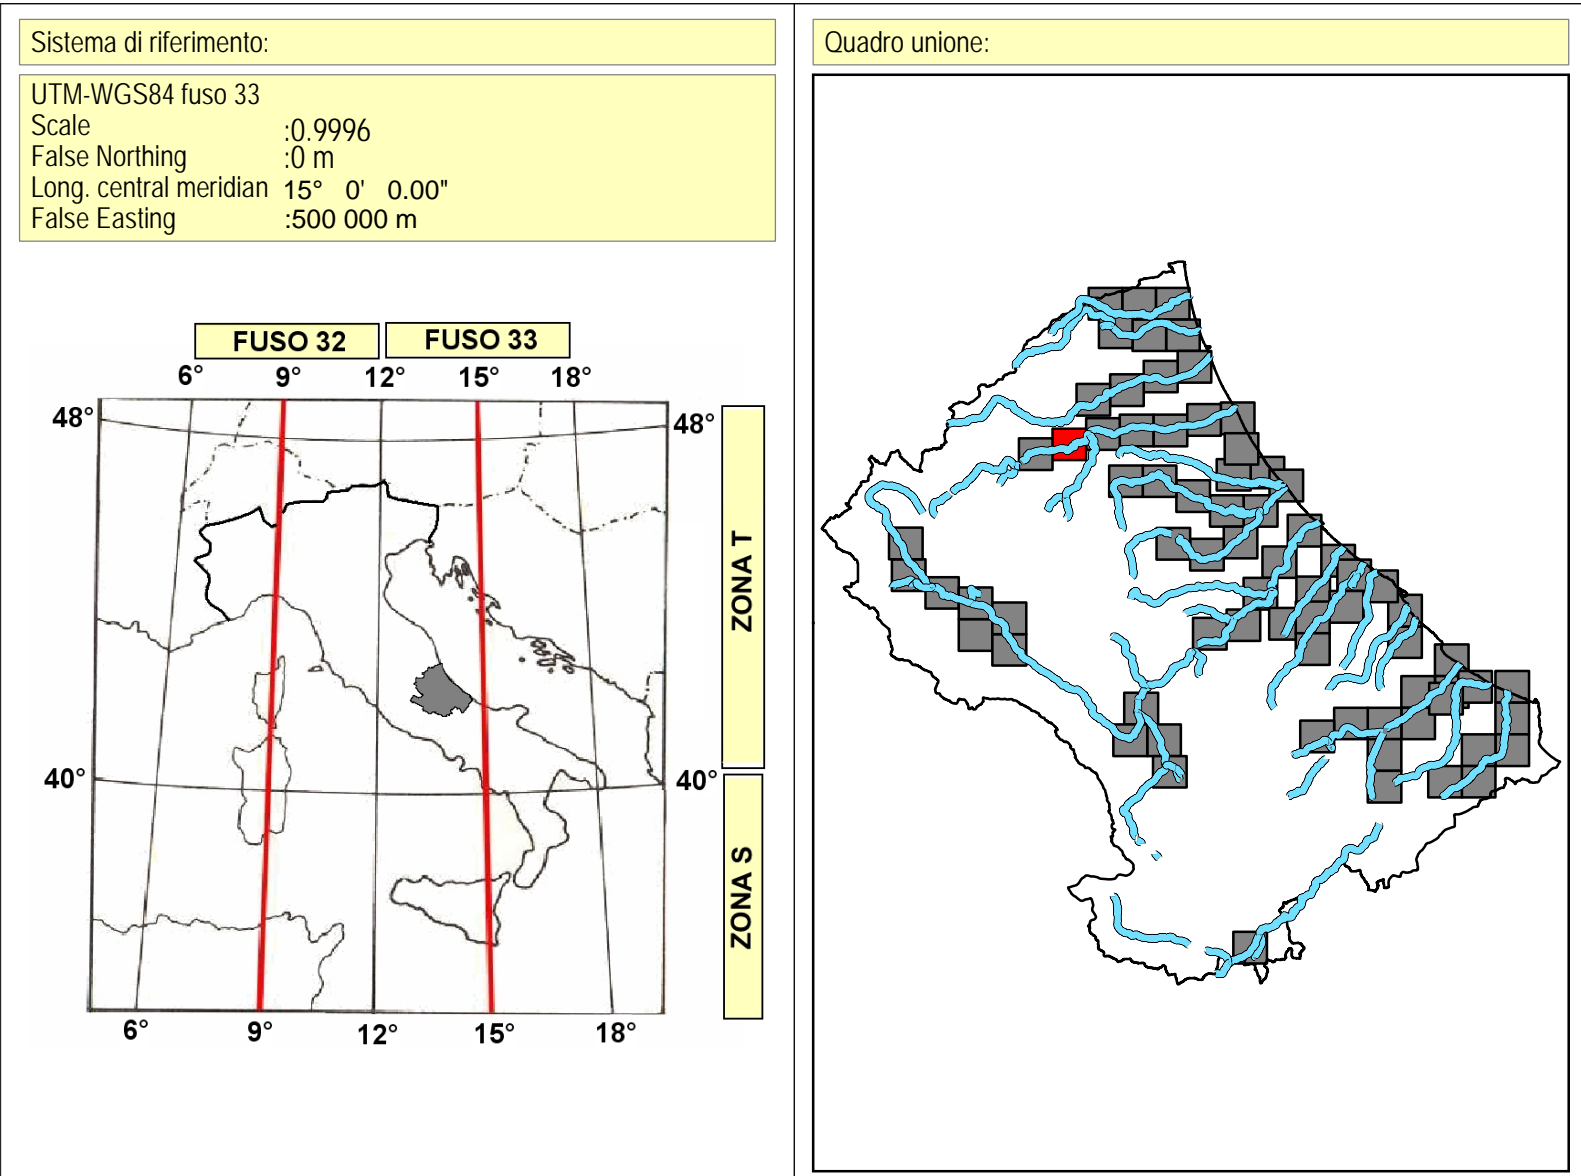 Sistema di riferimento:
UTM-WGS84 fuso 33
Scale :0.9996
False Northing :0 m
Long. central meridian 15° 0' 0.00"
False Easting :500 000 m
FUSO 32 FUSO 33
6° 9° 12° 15° 18°
48° 48°
ZONA T
40° 40°
ZONA S
6° 9° 12° 15° 18°
Quadro unione: